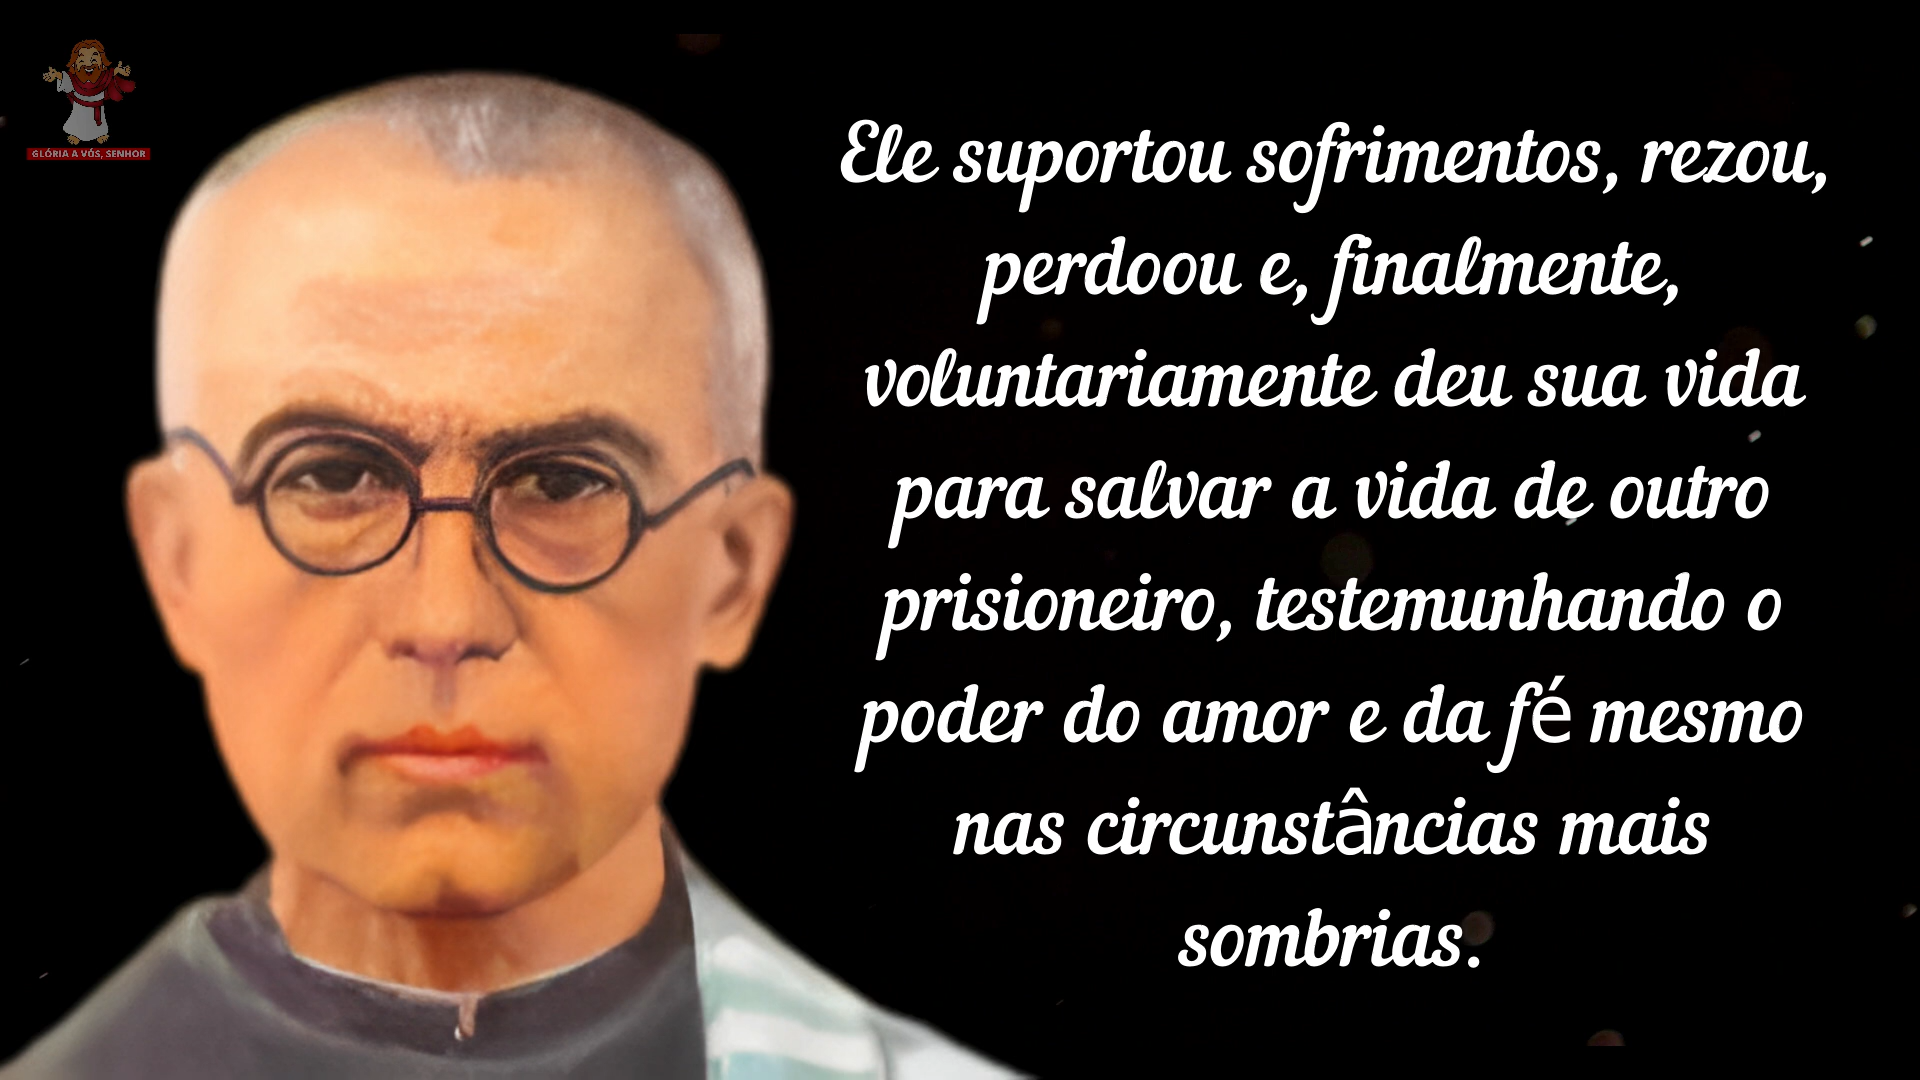 GLÓRIA A VÓS, SENHOR
Ele suportou sofrimentos, rezou,
perdoou e, finalmente,
voluntariamente deu sua vida
para salvar a vida de outro
prisioneiro, testemunhando o
poder do amor e da fé mesmo
nas circunstâncias mais
sombrias.